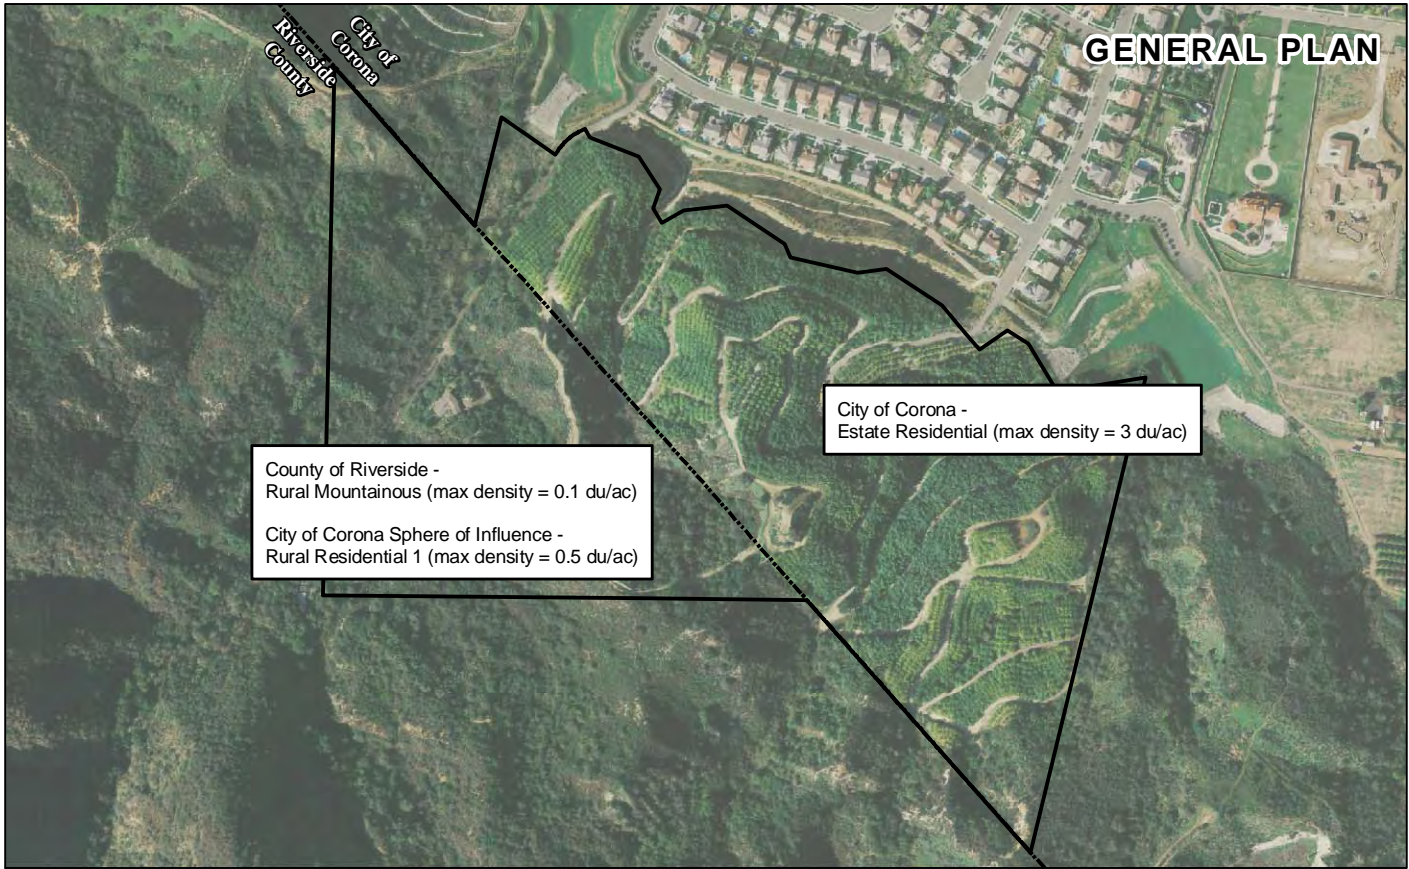 GENERAL PLAN
City of
Corona
Riverside
County
City of Corona -
Estate Residential (max density = 3 du/ac)
County of Riverside -
Rural Mountainous (max density = 0.1 du/ac)
City of Corona Sphere of Influence -
Rural Residential 1 (max density = 0.5 du/ac)